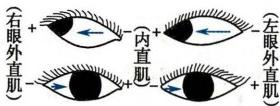 (右眼外直肌)
+ - + -
(内直肌)
- + - +
(左眼外直肌)